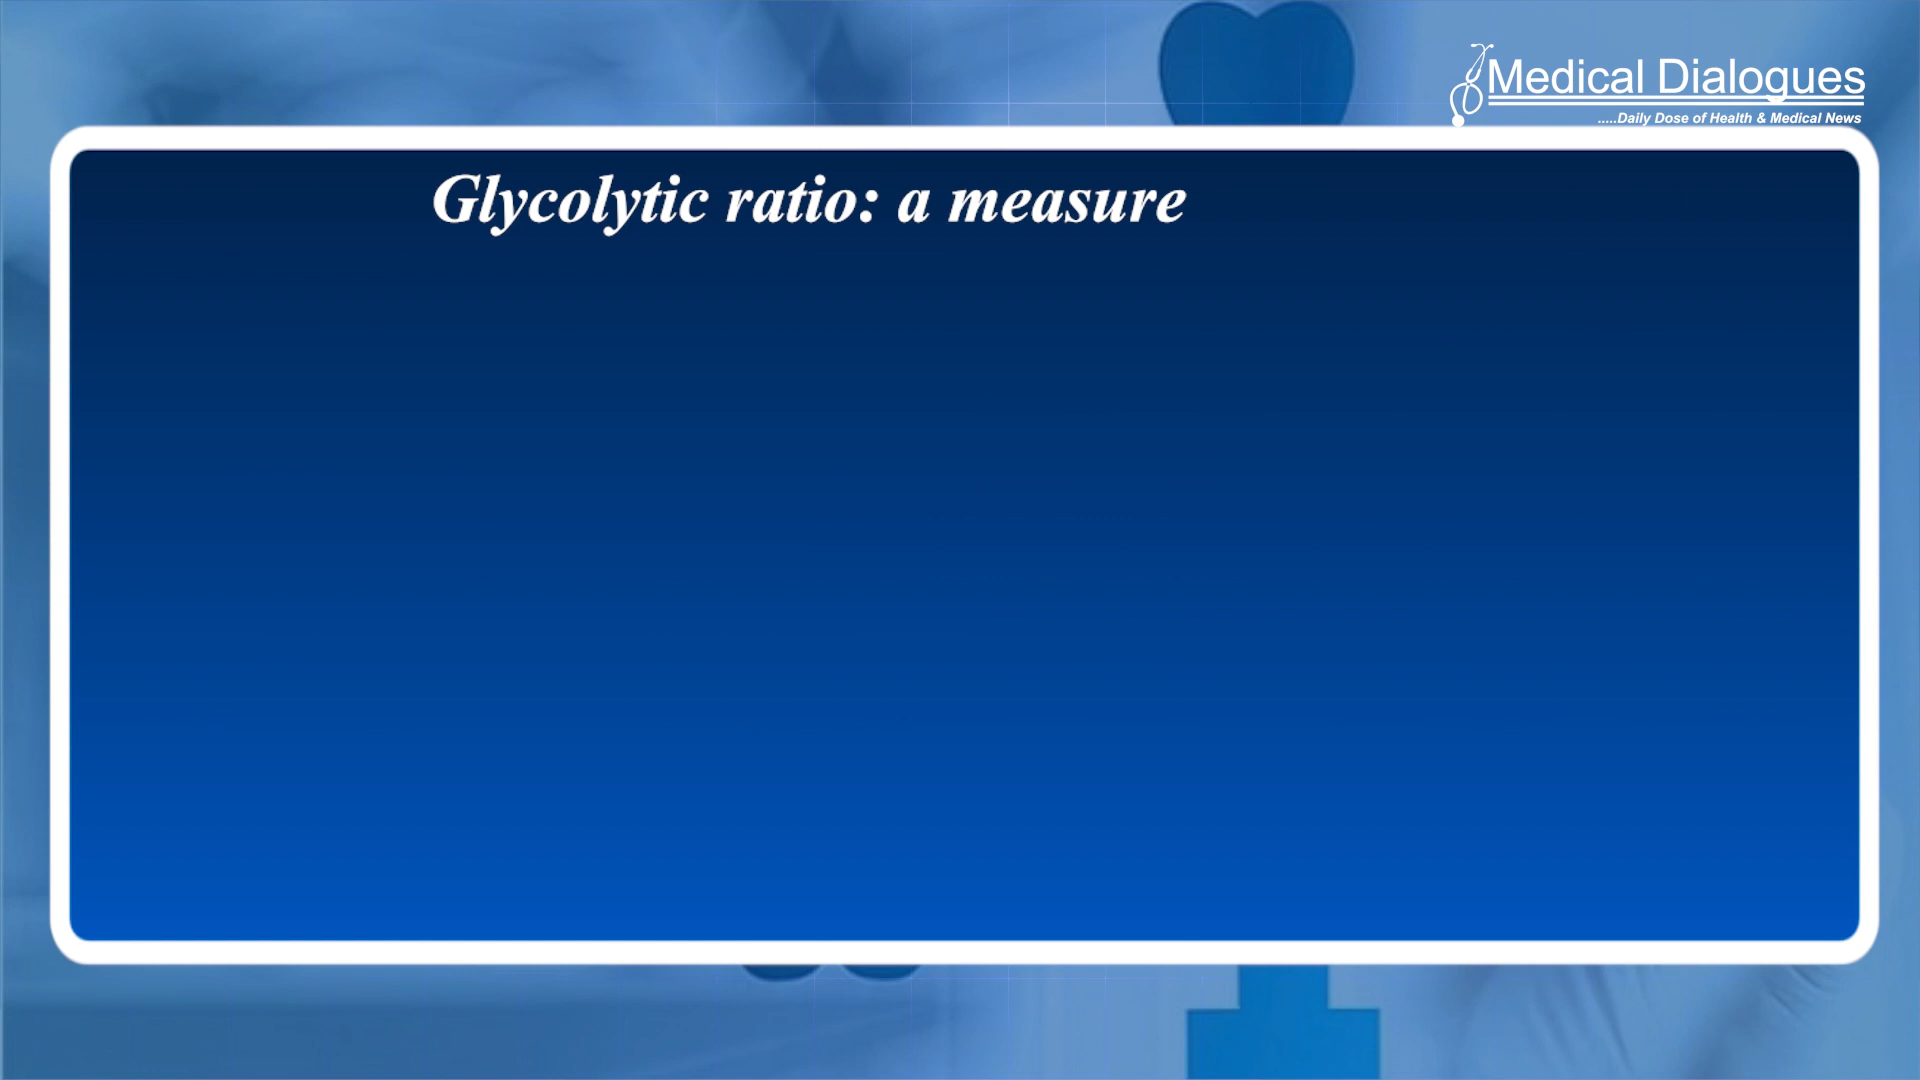 Medical Dialogues
.....Daily Dose of Health & Medical News
Glycolytic ratio: a measure